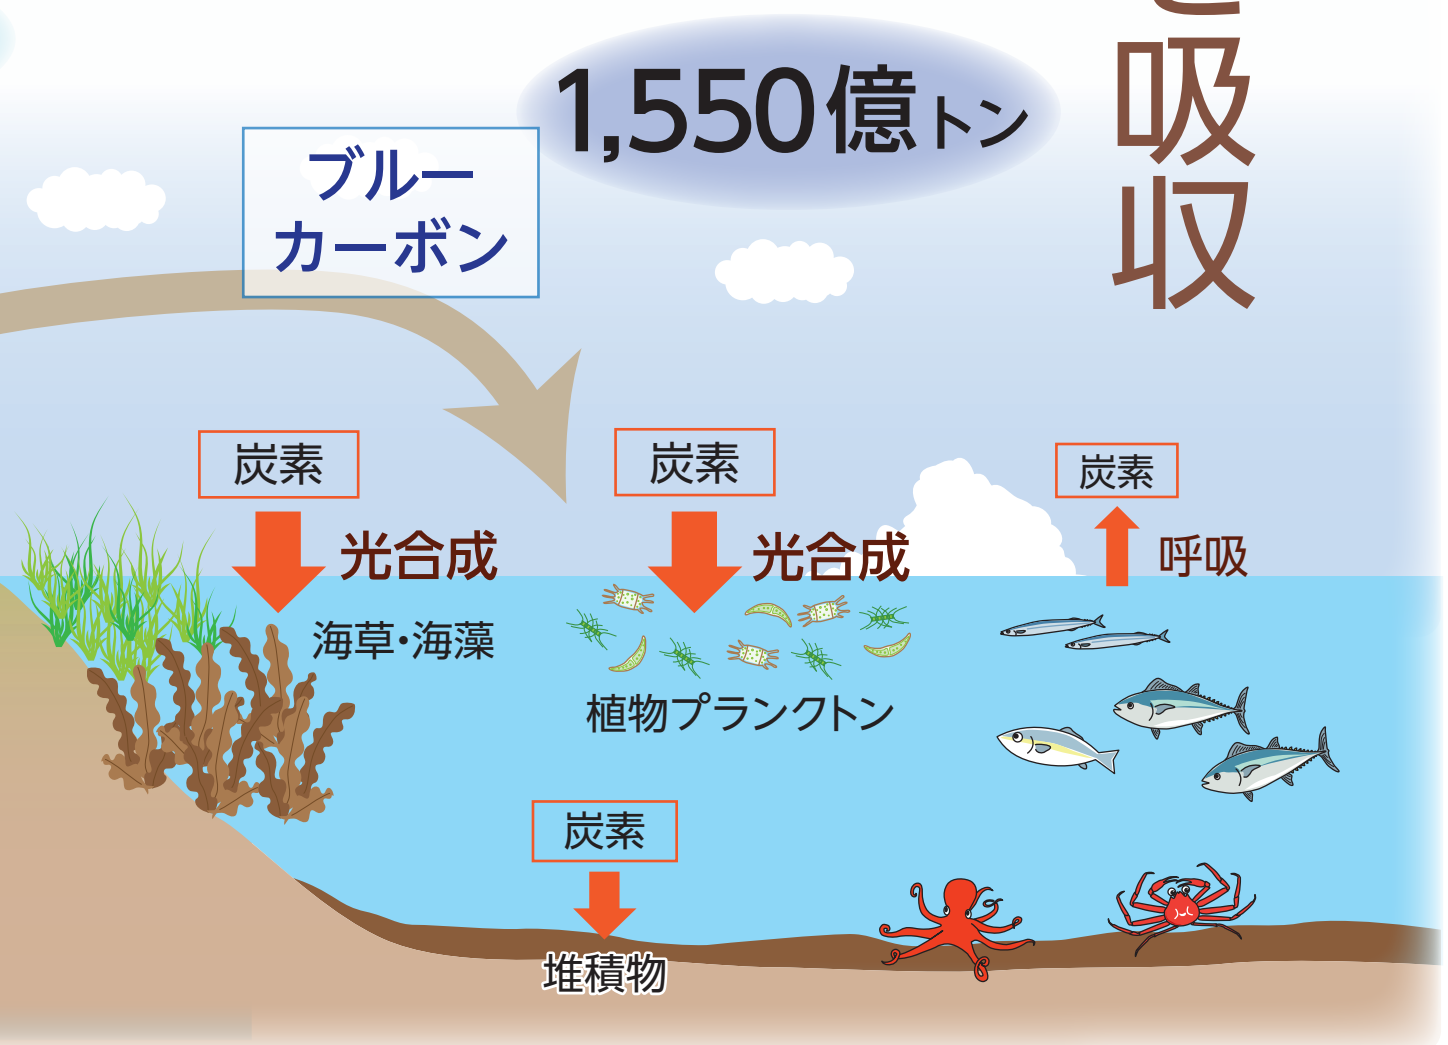 1,550億トン
吸収
ブルー
カーボン
炭素
光合成
海草・海藻
炭素
光合成
植物プランクトン
炭素
呼吸
炭素
堆積物